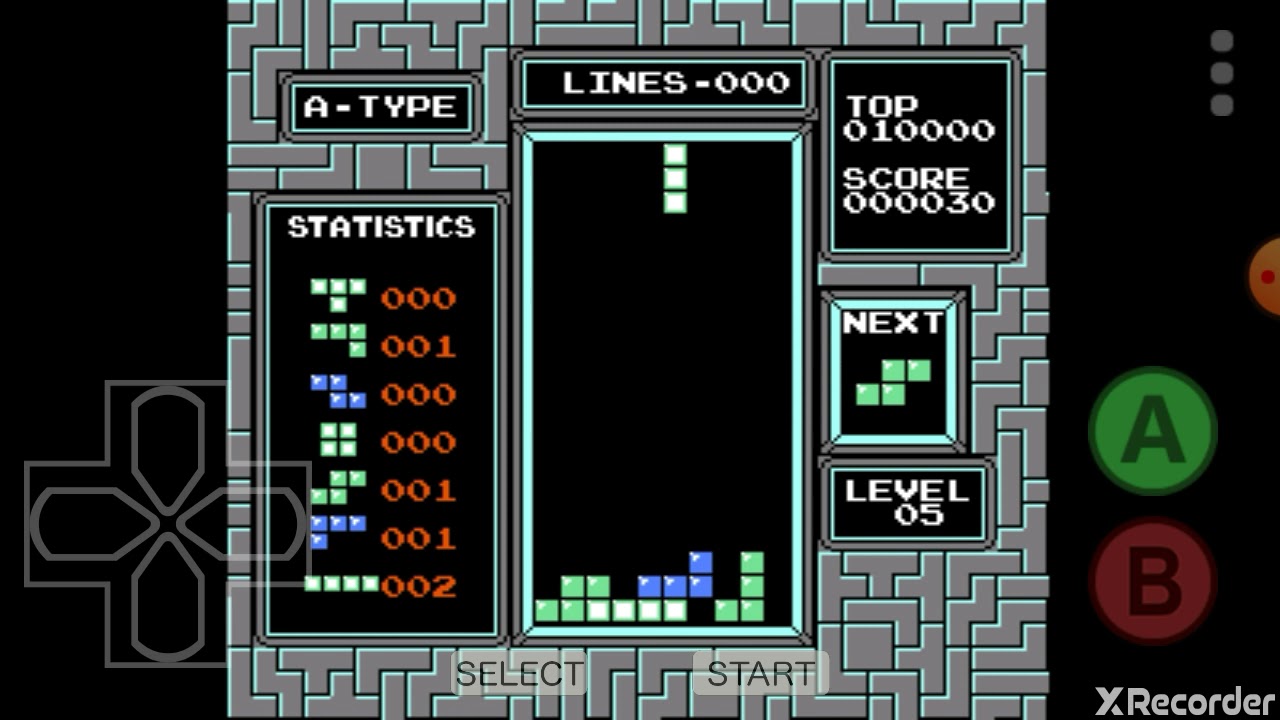 LINES-000
A-TYPE
TOP
010000
SCORE
000030
STATISTICS
000
001
000
000
001
001
002
NEXT
LEVEL
05
A
B
SELECT
START
XRecorder